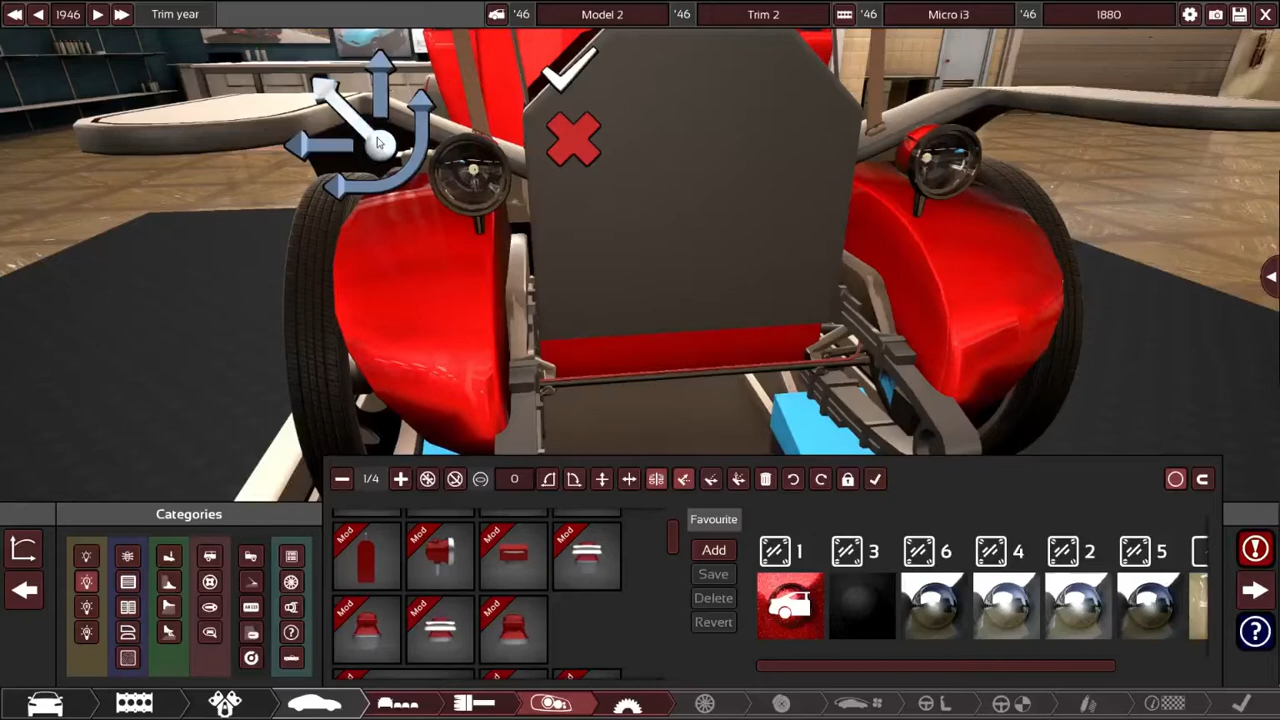 1946 Trim year '46 Model 2 '46 Trim 2 '46 Micro i3 '46 1880
1/4 0
Categories
Favourite
Add
Save
Delete
Revert
1 3 6 4 2 5
Mod Mod Mod Mod
Mod Mod Mod